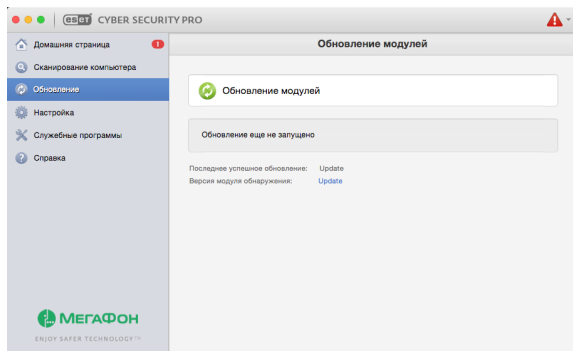 eset CYBER SECURITY PRO
Домашняя страница
Обновление модулей
Сканирование компьютера
Обновление
Обновление модулей
Настройка
Служебные программы
Обновление еще не запущено
Справка
Последнее успешное обновление: Update
Версия модуля обнаружения: Update
МЕГАФОН
ENJOY SAFER TECHNOLOGY™